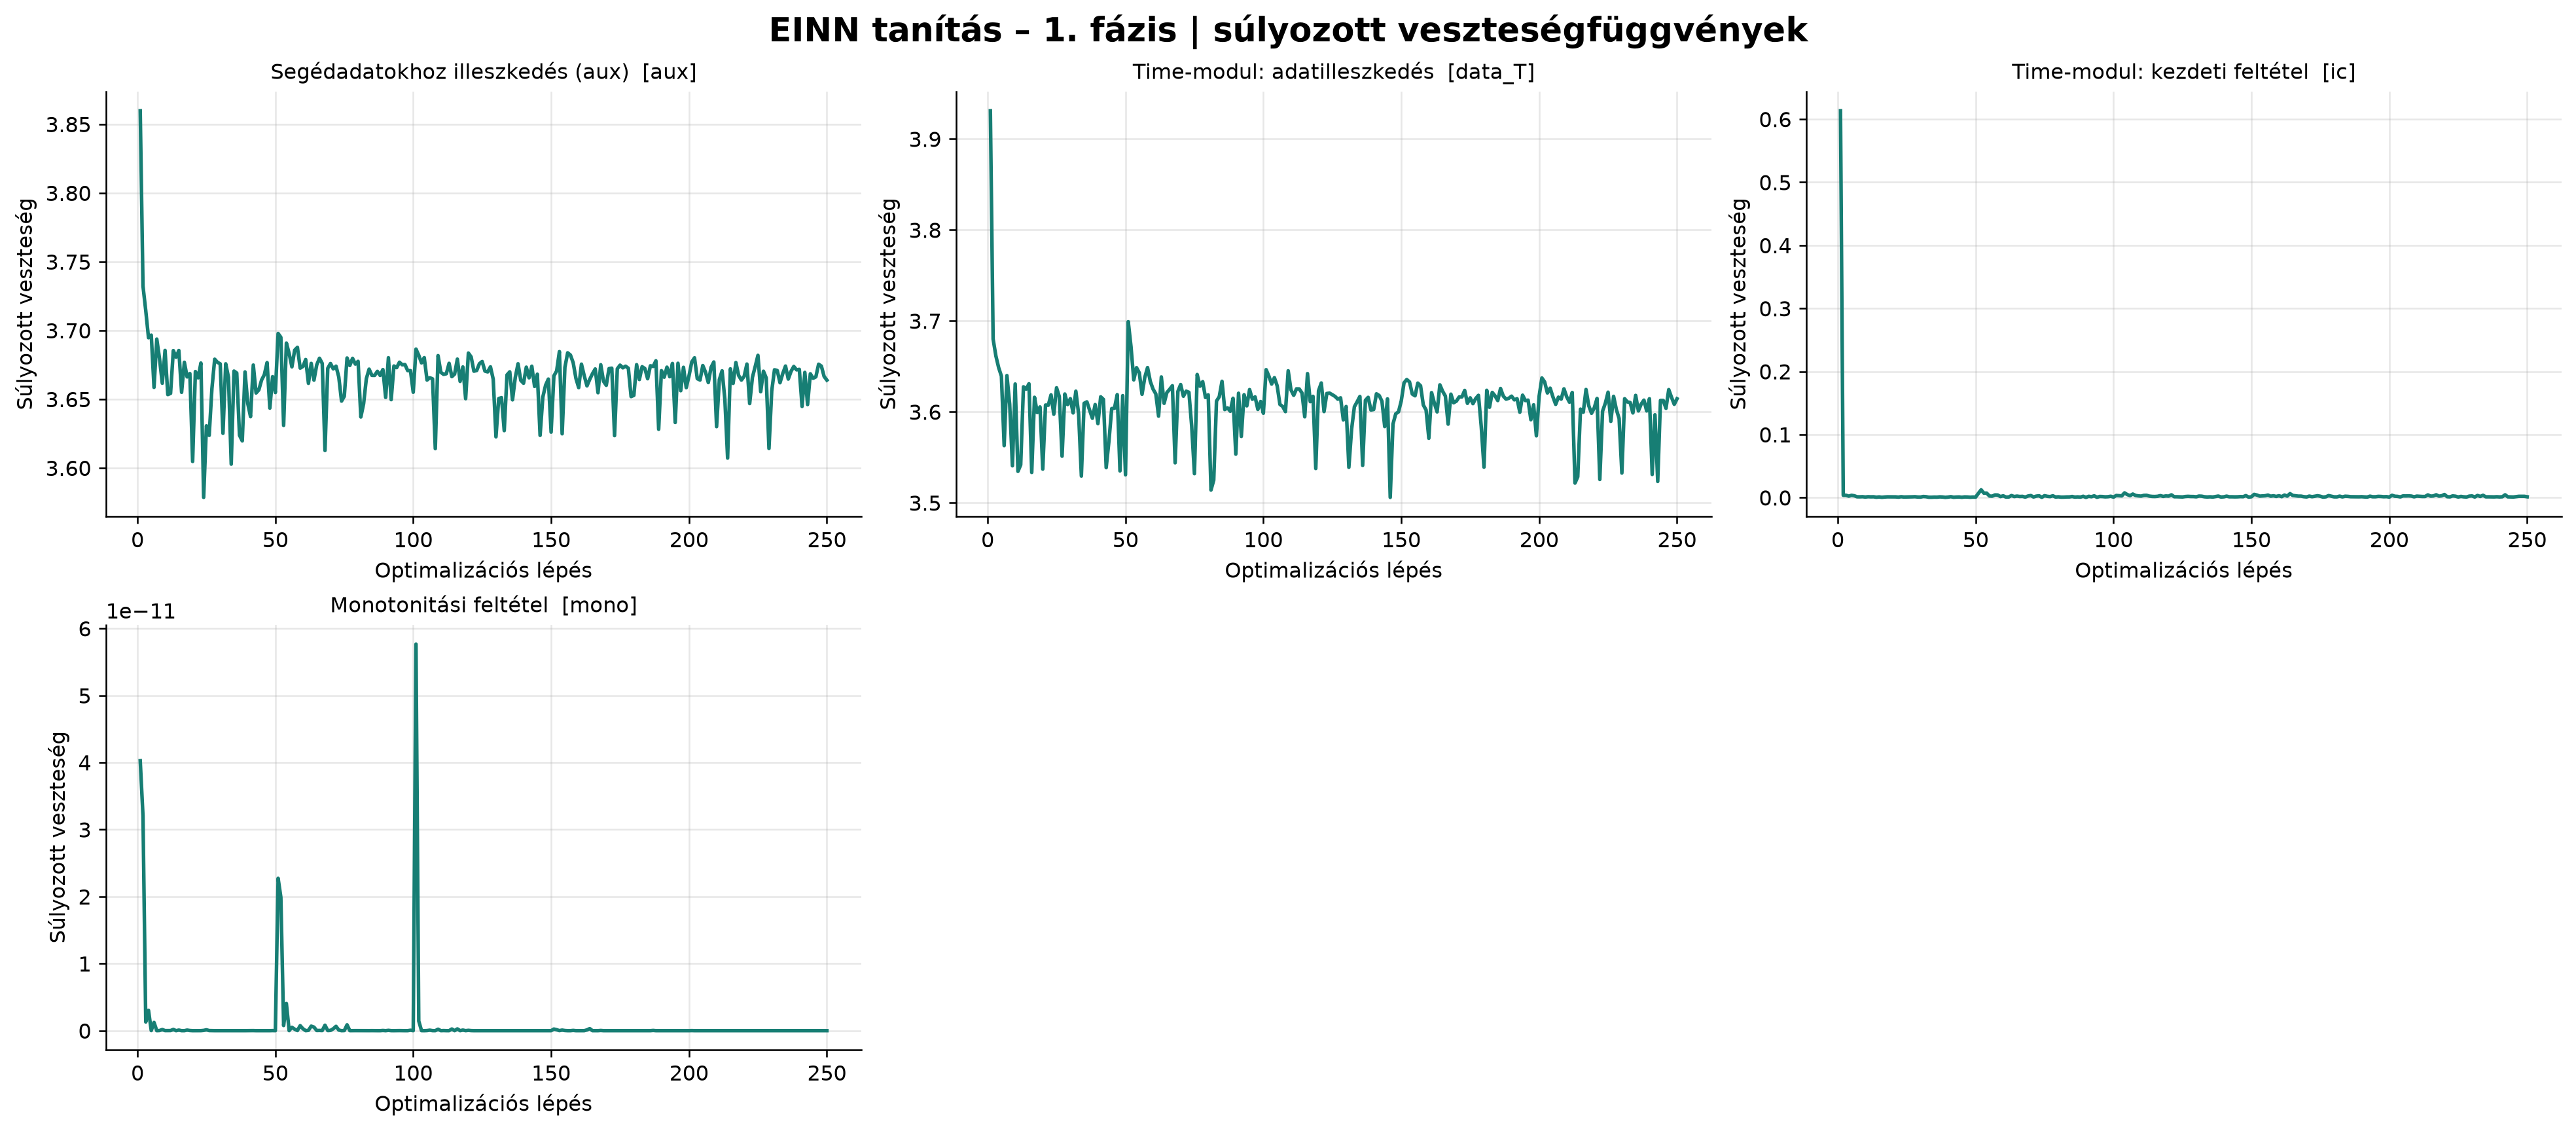 EINN tanítás – 1. fázis | súlyozott veszteségfüggvények
Segédadatokhoz illeszkedés (aux)  [aux]
Súlyozott veszteség
3.85
3.80
3.75
3.70
3.65
3.60
0 50 100 150 200 250
Optimalizációs lépés
Time-modul: adatilleszkedés  [data_T]
Súlyozott veszteség
3.9
3.8
3.7
3.6
3.5
0 50 100 150 200 250
Optimalizációs lépés
Time-modul: kezdeti feltétel  [ic]
Súlyozott veszteség
0.6
0.5
0.4
0.3
0.2
0.1
0.0
0 50 100 150 200 250
Optimalizációs lépés
Monotonitási feltétel  [mono]
1e−11
Súlyozott veszteség
6
5
4
3
2
1
0
0 50 100 150 200 250
Optimalizációs lépés